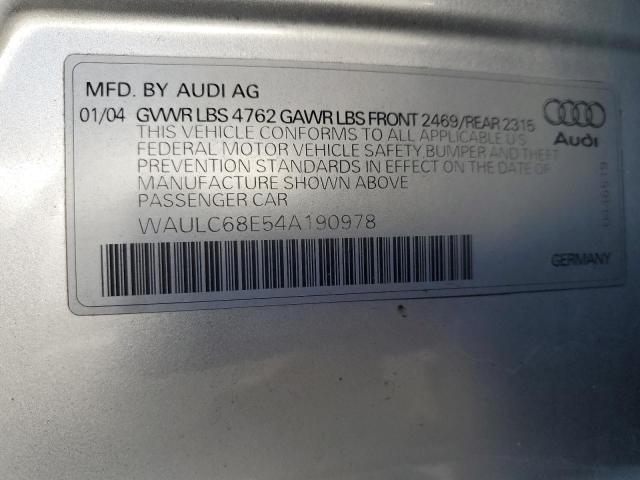 MFD. BY AUDI AG
01/04 GVWR LBS 4762 GAWR LBS FRONT 2469/REAR 2315
THIS VEHICLE CONFORMS TO ALL APPLICABLE U S
FEDERAL MOTOR VEHICLE SAFETY, BUMPER AND THEFT
PREVENTION STANDARDS IN EFFECT ON THE DATE OF
MANUFACTURE SHOWN ABOVE
PASSENGER CAR
WAULC68E54A190978
Audi
GERMANY